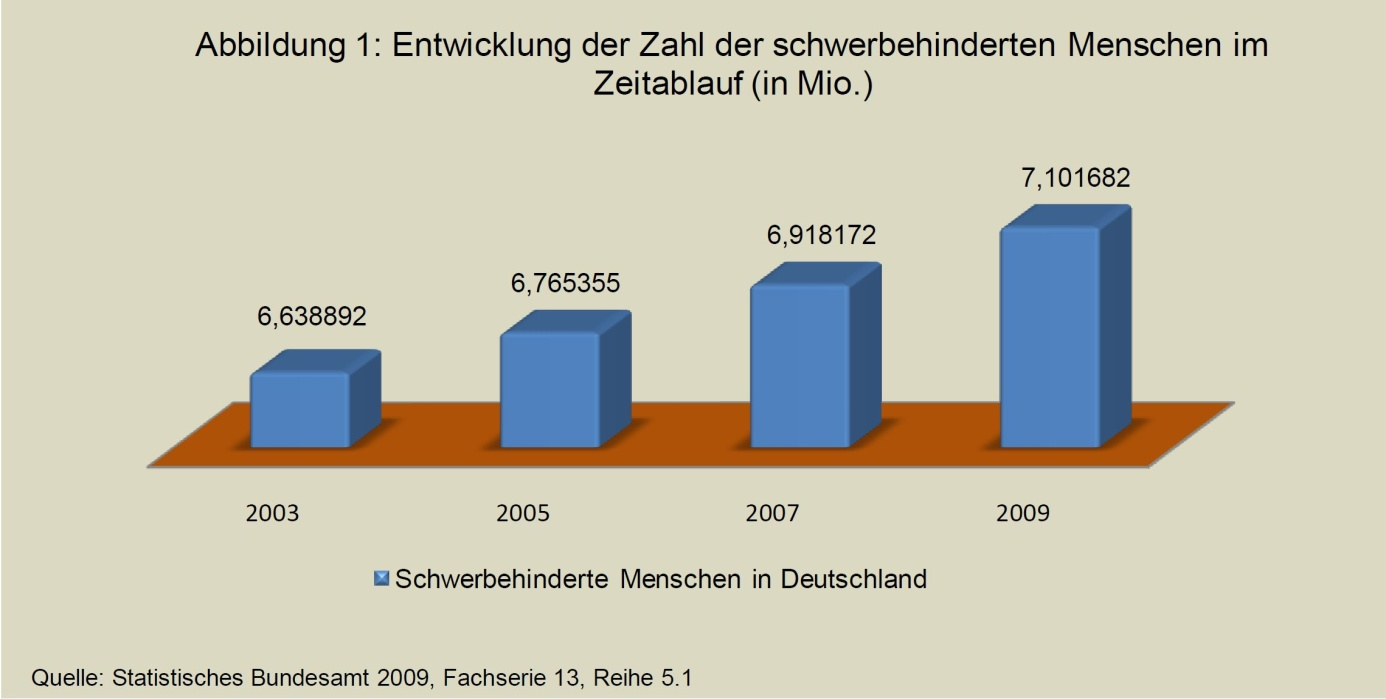 Abbildung 1: Entwicklung der Zahl der schwerbehinderten Menschen im
Zeitablauf (in Mio.)
7,101682
6,918172
6,765355
6,638892
2003 2005 2007 2009
Schwerbehinderte Menschen in Deutschland
Quelle: Statistisches Bundesamt 2009, Fachserie 13, Reihe 5.1